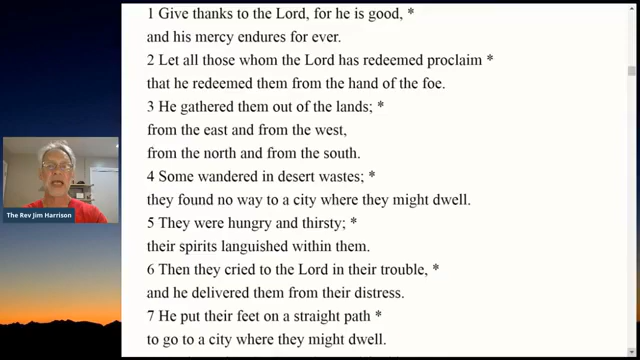 1 Give thanks to the Lord, for he is good, *
and his mercy endures for ever.
2 Let all those whom the Lord has redeemed proclaim *
that he redeemed them from the hand of the foe.
3 He gathered them out of the lands; *
from the east and from the west,
from the north and from the south.
4 Some wandered in desert wastes; *
they found no way to a city where they might dwell.
5 They were hungry and thirsty; *
their spirits languished within them.
6 Then they cried to the Lord in their trouble, *
and he delivered them from their distress.
7 He put their feet on a straight path *
to go to a city where they might dwell.
The Rev Jim Harrison